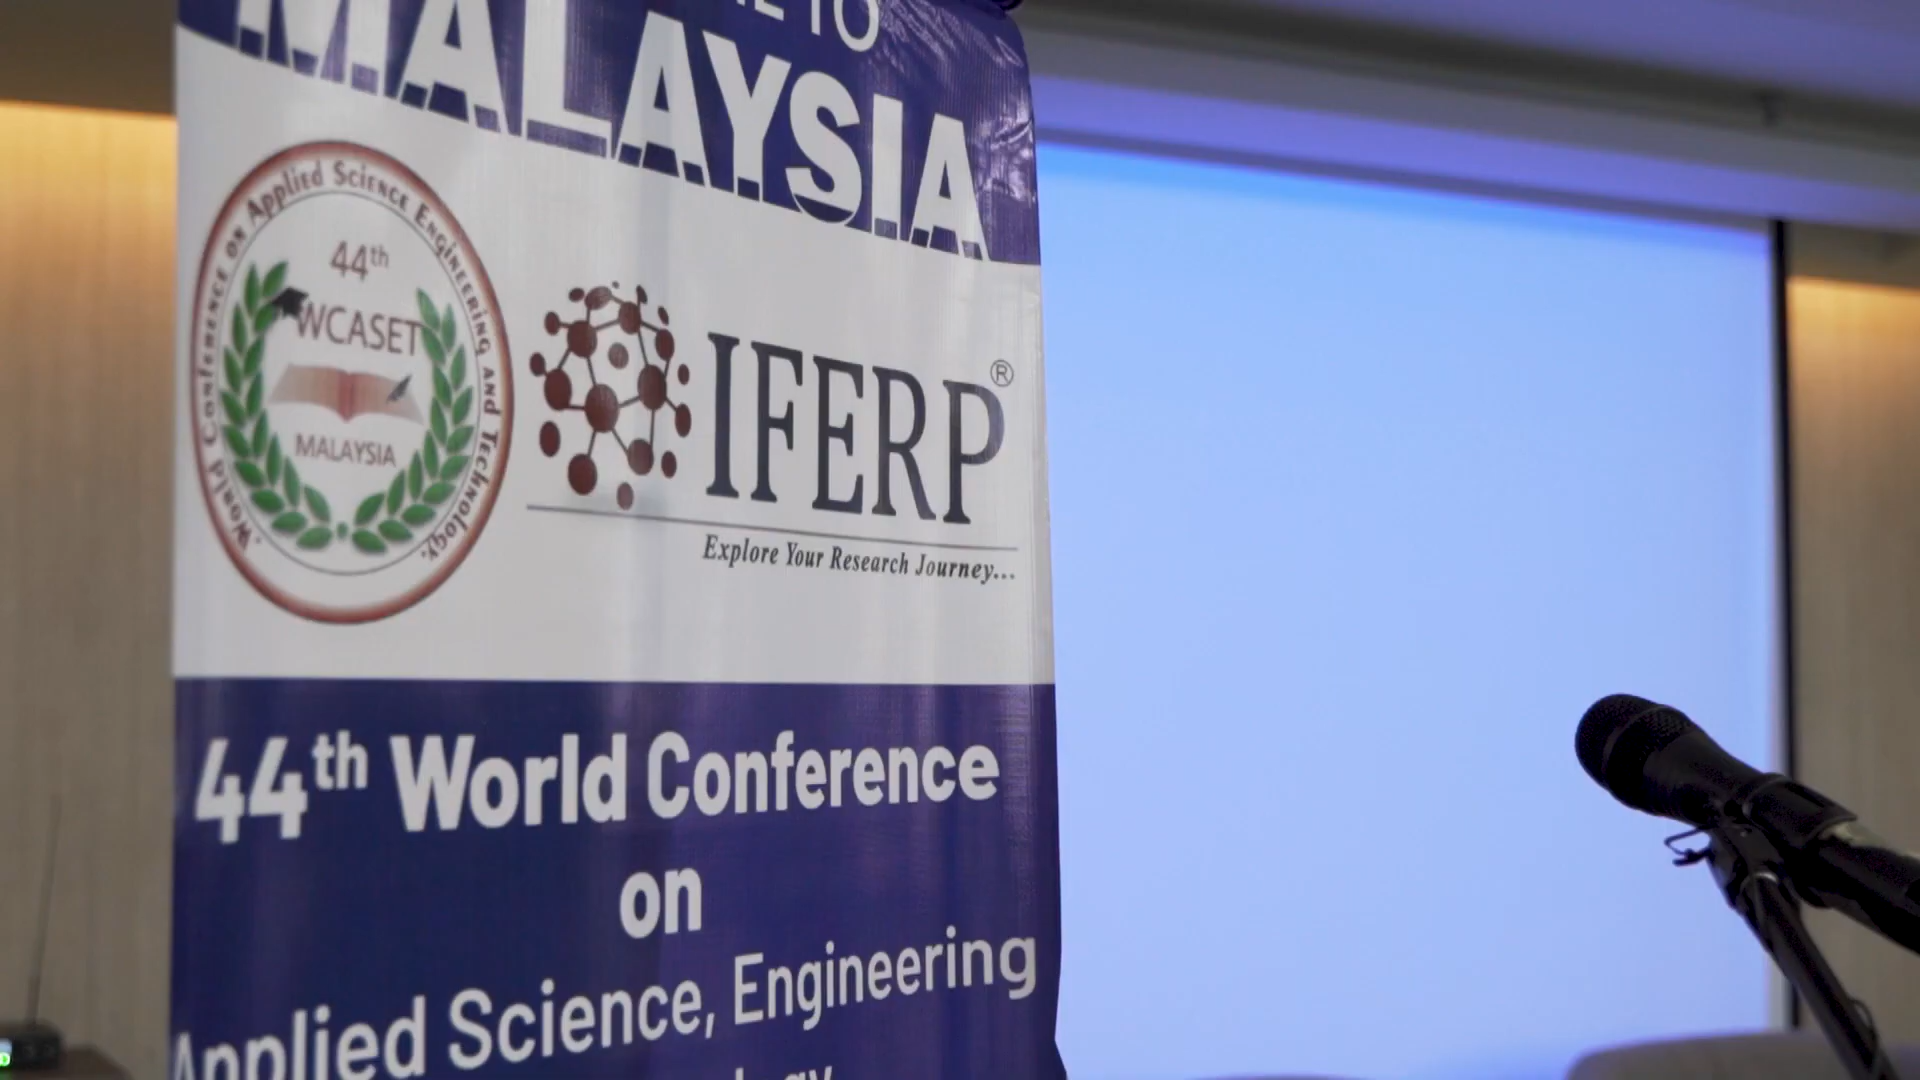 TO
MALAYSIA
World Conference on Applied Science Engineering and Technology.
44th
WCASET
MALAYSIA
IFERP®
Explore Your Research Journey...
44th World Conference
on
Applied Science, Engineering